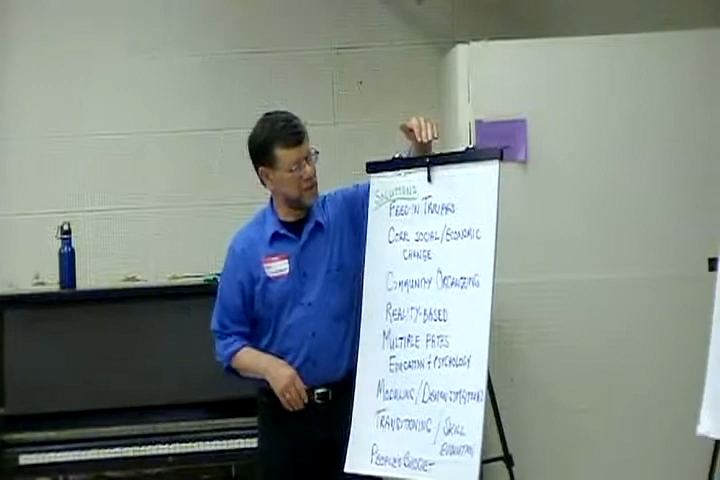 SOLUTIONS
FEED-IN TARIFFS
CORE SOCIAL/ECONOMIC
CHANGE
COMMUNITY ORGANIZING
REALITY-BASED
MULTIPLE PATHS
EDUCATION + PSYCHOLOGY
MODELING/
TRANSITIONING/SKILL
EVOLUTION
PEOPLE'S BUDGET